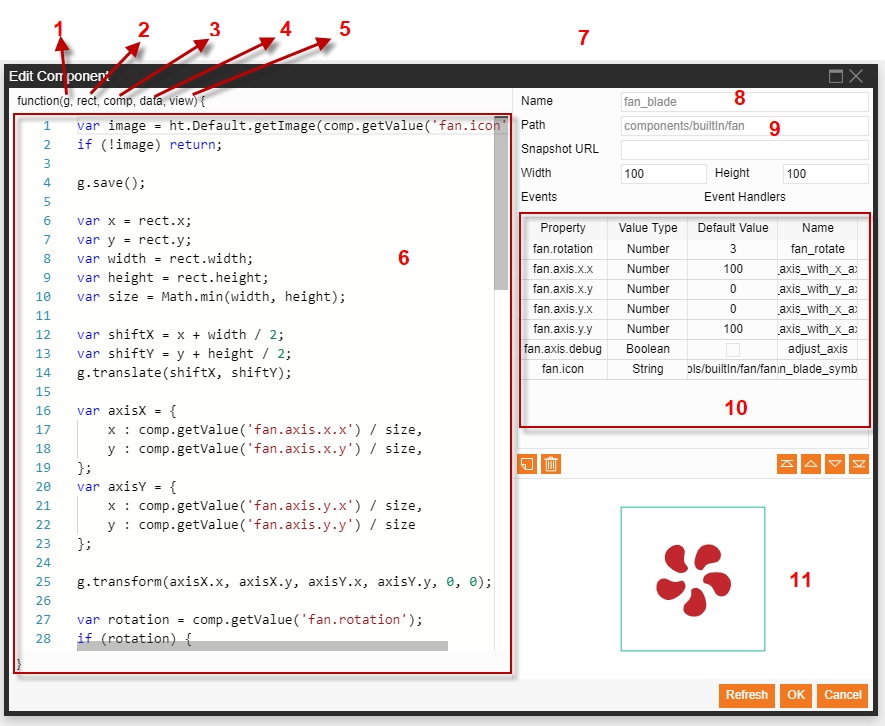 1 2 3 4 5 7
Edit Component
function(g, rect, comp, data, view) {
1 var image = ht.Default.getImage(comp.getValue('fan.icon'
2 if (!image) return;
3
4 g.save();
5
6 var x = rect.x;
7 var y = rect.y;
8 var width = rect.width;
9 var height = rect.height;
10 var size = Math.min(width, height);
11
12 var shiftX = x + width / 2;
13 var shiftY = y + height / 2;
14 g.translate(shiftX, shiftY);
15
16 var axisX = {
17 x : comp.getValue('fan.axis.x.x') / size,
18 y : comp.getValue('fan.axis.x.y') / size,
19 };
20 var axisY = {
21 x : comp.getValue('fan.axis.y.x') / size,
22 y : comp.getValue('fan.axis.y.y') / size
23 };
24
25 g.transform(axisX.x, axisX.y, axisY.x, axisY.y, 0, 0);
26
27 var rotation = comp.getValue('fan.rotation');
28 if (rotation) {
}
6
Name fan_blade 8
Path components/builtIn/fan 9
Snapshot URL
Width 100 Height 100
Events Event Handlers
Property Value Type Default Value Name
fan.rotation Number 3 fan_rotate
fan.axis.x.x Number 100 _axis_with_x_a
fan.axis.x.y Number 0 _axis_with_y_a
fan.axis.y.x Number 0 _axis_with_x_a
fan.axis.y.y Number 100 _axis_with_x_a
fan.axis.debug Boolean adjust_axis
fan.icon String ols/builtIn/fan/fan n_blade_symb
10
11
Refresh OK Cancel